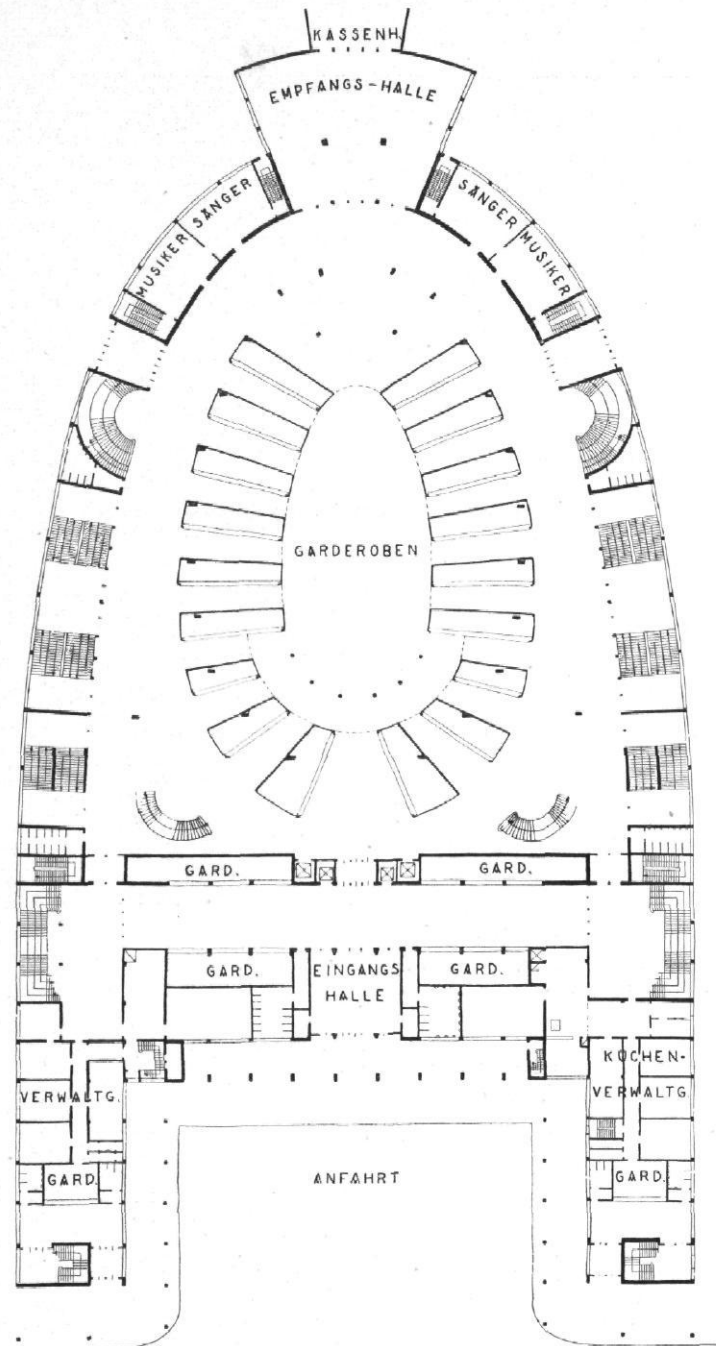 KASSENH.
EMPFANGS-HALLE
SÄNGER
SÄNGER
MUSIKER
MUSIKER
GARDEROBEN
GARD.
GARD.
GARD.
EINGANGS
HALLE
GARD.
KÜCHEN-
VERWALTG.
VERWALTG.
GARD.
GARD.
ANFAHRT